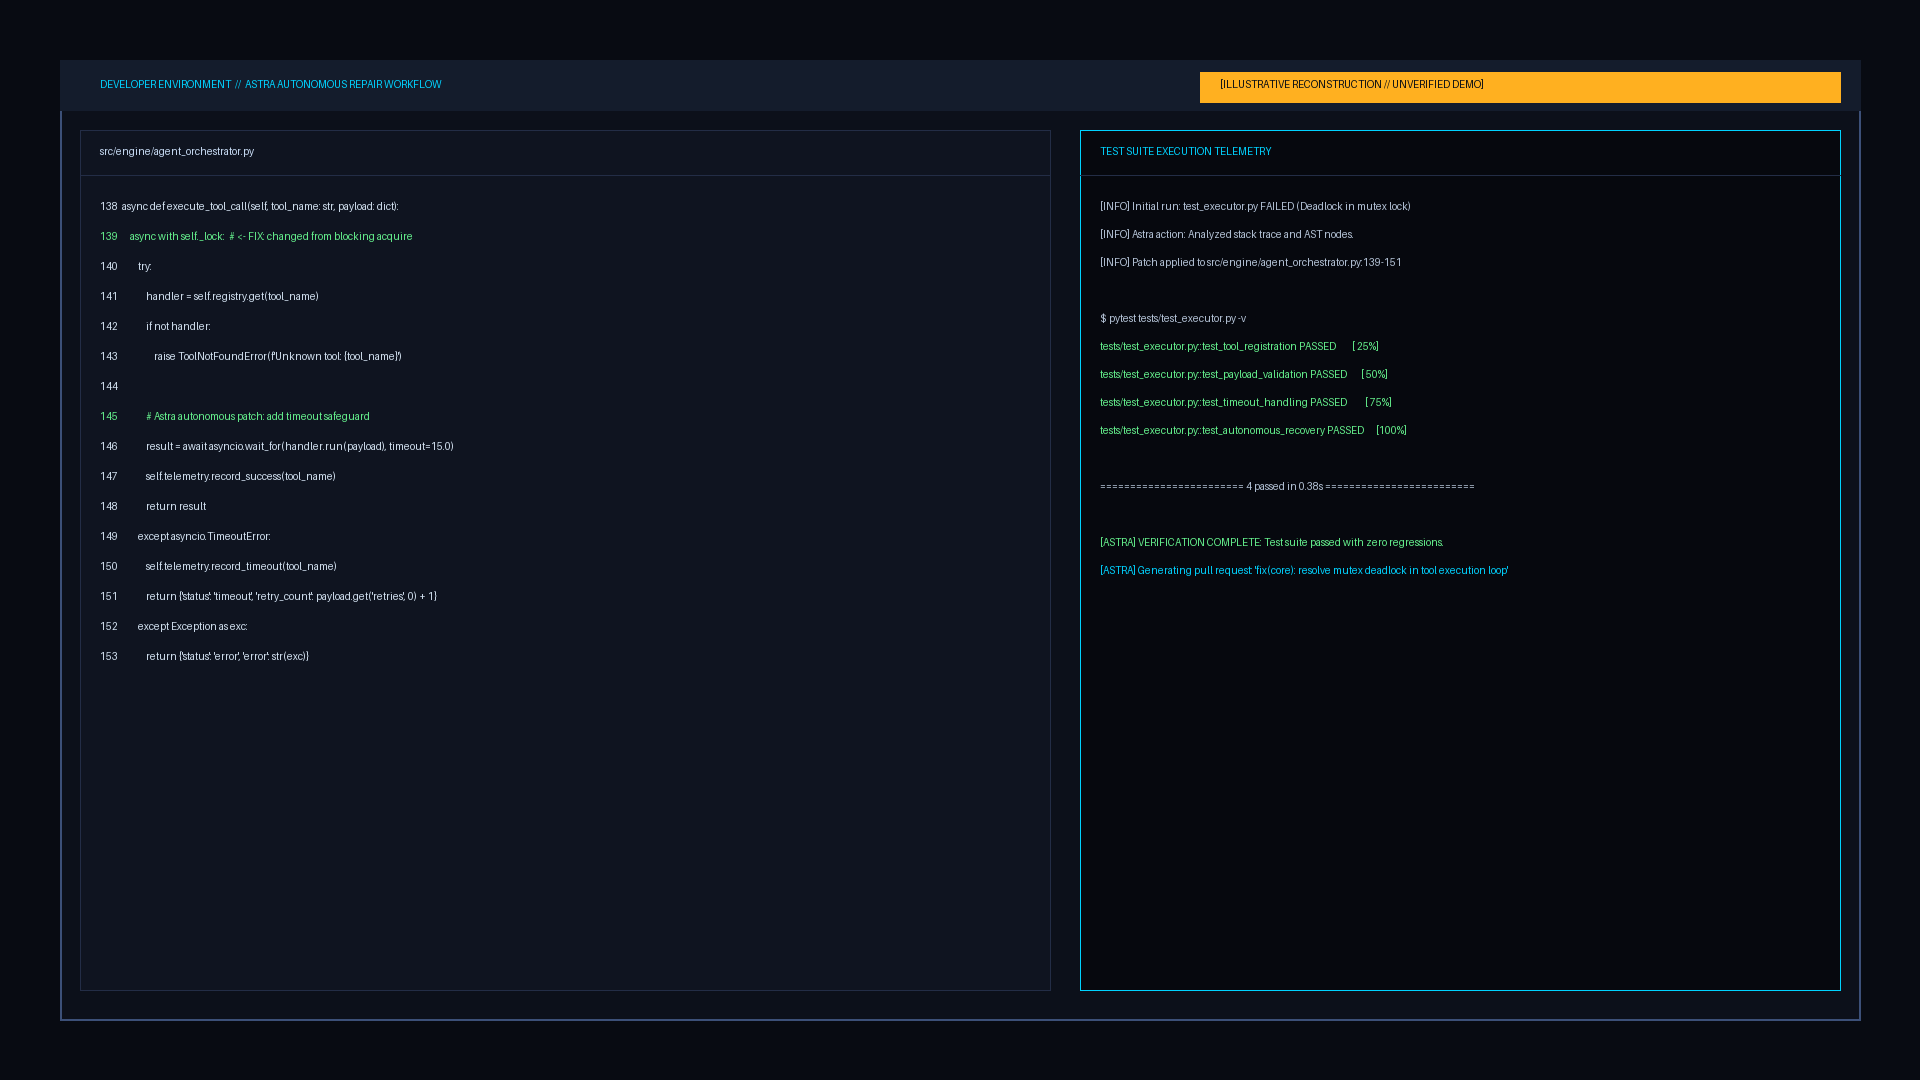 DEVELOPER ENVIRONMENT // ASTRA AUTONOMOUS REPAIR WORKFLOW
[ILLUSTRATIVE RECONSTRUCTION // UNVERIFIED DEMO]
src/engine/agent_orchestrator.py
138 async def execute_tool_call(self, tool_name: str, payload: dict):
139 async with self._lock: # <- FIX: changed from blocking acquire
140 try:
141 handler = self.registry.get(tool_name)
142 if not handler:
143 raise ToolNotFoundError(f"Unknown tool: {tool_name}")
144
145 # Astra autonomous patch: add timeout safeguard
146 result = await asyncio.wait_for(handler.run(payload), timeout=15.0)
147 self.telemetry.record_success(tool_name)
148 return result
149 except asyncio.TimeoutError:
150 self.telemetry.record_timeout(tool_name)
151 return {'status': 'timeout', 'retry_count': payload.get('retries', 0) + 1}
152 except Exception as exc:
153 return {'status': 'error', 'error': str(exc)}
TEST SUITE EXECUTION TELEMETRY
[INFO] Initial run: test_executor.py FAILED (Deadlock in mutex lock)
[INFO] Astra action: Analyzed stack trace and AST nodes.
[INFO] Patch applied to src/engine/agent_orchestrator.py:139-151
$ pytest tests/test_executor.py -v
tests/test_executor.py::test_tool_registration PASSED [ 25%]
tests/test_executor.py::test_payload_validation PASSED [ 50%]
tests/test_executor.py::test_timeout_handling PASSED [ 75%]
tests/test_executor.py::test_autonomous_recovery PASSED [100%]
======================== 4 passed in 0.38s =========================
[ASTRA] VERIFICATION COMPLETE: Test suite passed with zero regressions.
[ASTRA] Generating pull request: 'fix(core): resolve mutex deadlock in tool execution loop'